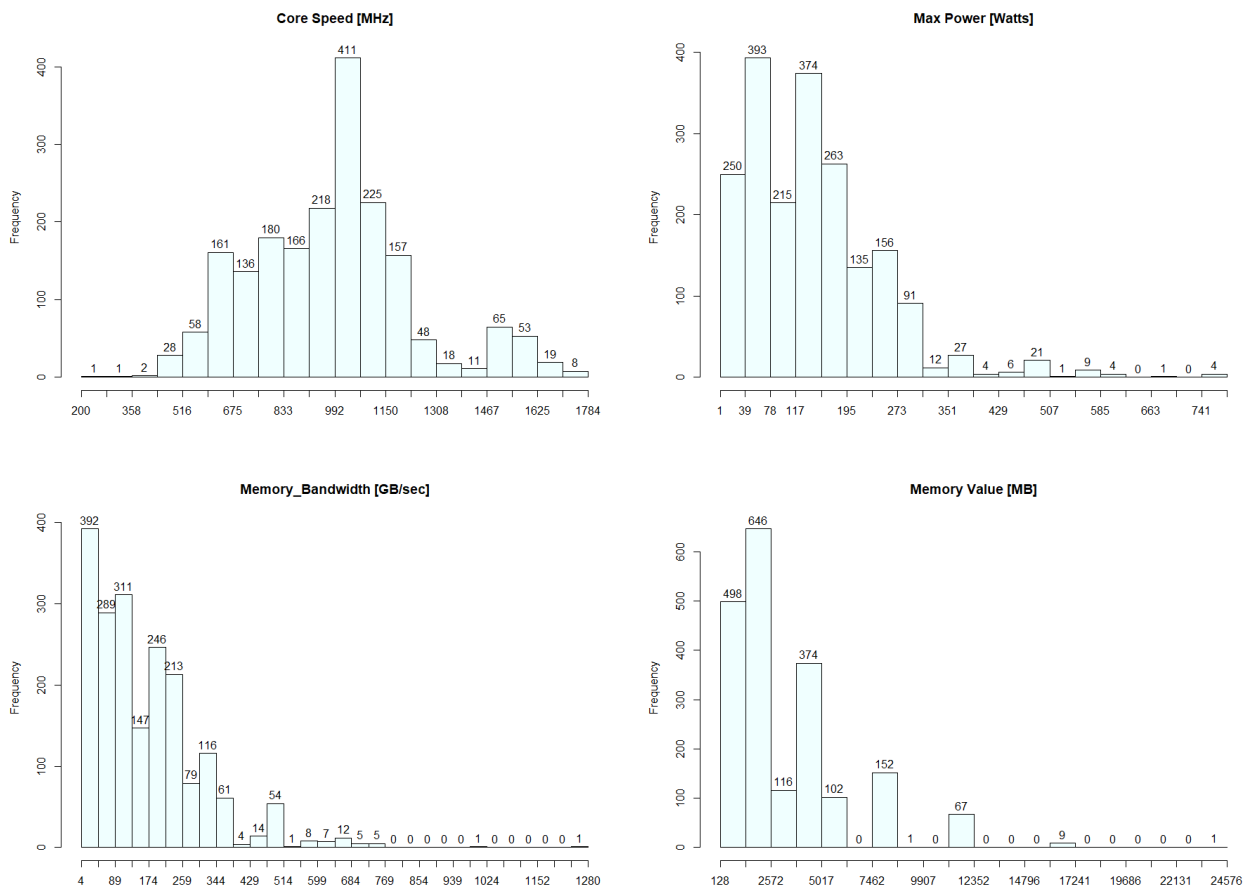 Core Speed [MHz]
Frequency
0 100 200 300 400
1 1 2 28 58 161 136 180 166 218 411 225 157 48 18 11 65 53 19 8
200 358 516 675 833 992 1150 1308 1467 1625 1784
Max Power [Watts]
Frequency
0 100 200 300 400
250 393 215 374 263 135 156 91 12 27 4 6 21 1 9 4 0 1 0 4
1 39 78 117 195 273 351 429 507 585 663 741
Memory_Bandwidth [GB/sec]
Frequency
0 100 200 300 400
392 289 311 147 246 213 79 116 61 4 14 54 1 8 7 12 5 5 0 0 0 0 0 1 0 0 0 0 0 1
4 89 174 259 344 429 514 599 684 769 854 939 1024 1152 1280
Memory Value [MB]
Frequency
0 100 200 300 400 500 600
498 646 116 374 102 0 152 1 0 67 0 0 0 9 0 0 0 0 0 1
128 2572 5017 7462 9907 12352 14796 17241 19686 22131 24576